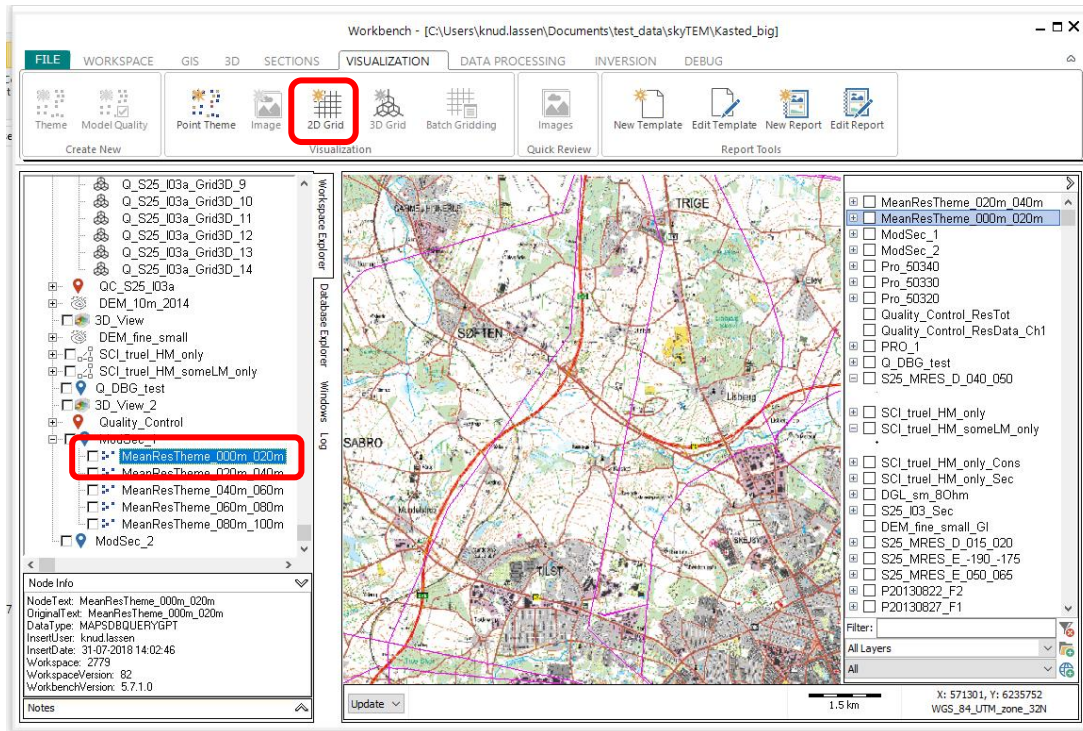 Workbench - [C:\Users\knud.lassen\Documents\test_data\skyTEM\Kasted_big]
FILE WORKSPACE GIS 3D SECTIONS VISUALIZATION DATA PROCESSING INVERSION DEBUG
Theme Model Quality Point Theme Image 2D Grid 3D Grid Batch Gridding Images New Template Edit Template New Report Edit Report
Create New Visualization Quick Review Report Tools
Q_S25_I03a_Grid3D_9
Q_S25_I03a_Grid3D_10
Q_S25_I03a_Grid3D_11
Q_S25_I03a_Grid3D_12
Q_S25_I03a_Grid3D_13
Q_S25_I03a_Grid3D_14
QC_S25_I03a
DEM_10m_2014
3D_View
DEM_fine_small
SCI_truel_HM_only
SCI_truel_HM_someLM_only
Q_DBG_test
3D_View_2
Quality_Control
ModSec_1
MeanResTheme_000m_020m
MeanResTheme_020m_040m
MeanResTheme_040m_060m
MeanResTheme_060m_080m
MeanResTheme_080m_100m
ModSec_2
Node Info
NodeText: MeanResTheme_000m_020m
OriginalText: MeanResTheme_000m_020m
DataType: MAPSDBQUERYGPT
InsertUser: knud.lassen
InsertDate: 31-07-2018 14:02:46
Workspace: 2779
WorkspaceVersion: 82
WorkbenchVersion: 5.7.1.0
Notes
Workspace Explorer
Database Explorer
Windows
Log
TRIGE
SØFTEN
Lisbjerg
SABRO
TILST
SKEJBY
Update
1.5 km
X: 571301, Y: 6235752
WGS_84_UTM_zone_32N
MeanResTheme_020m_040m
MeanResTheme_000m_020m
ModSec_1
ModSec_2
Pro_50340
Pro_50330
Pro_50320
Quality_Control_ResTot
Quality_Control_ResData_Ch1
PRO_1
Q_DBG_test
S25_MRES_D_040_050
SCI_truel_HM_only
SCI_truel_HM_someLM_only
SCI_truel_HM_only_Cons
SCI_truel_HM_only_Sec
DGL_sm_8Ohm
S25_I03_Sec
DEM_fine_small_GI
S25_MRES_D_015_020
S25_MRES_E_-190_-175
S25_MRES_E_050_065
P20130822_F2
P20130827_F1
Filter:
All Layers
All